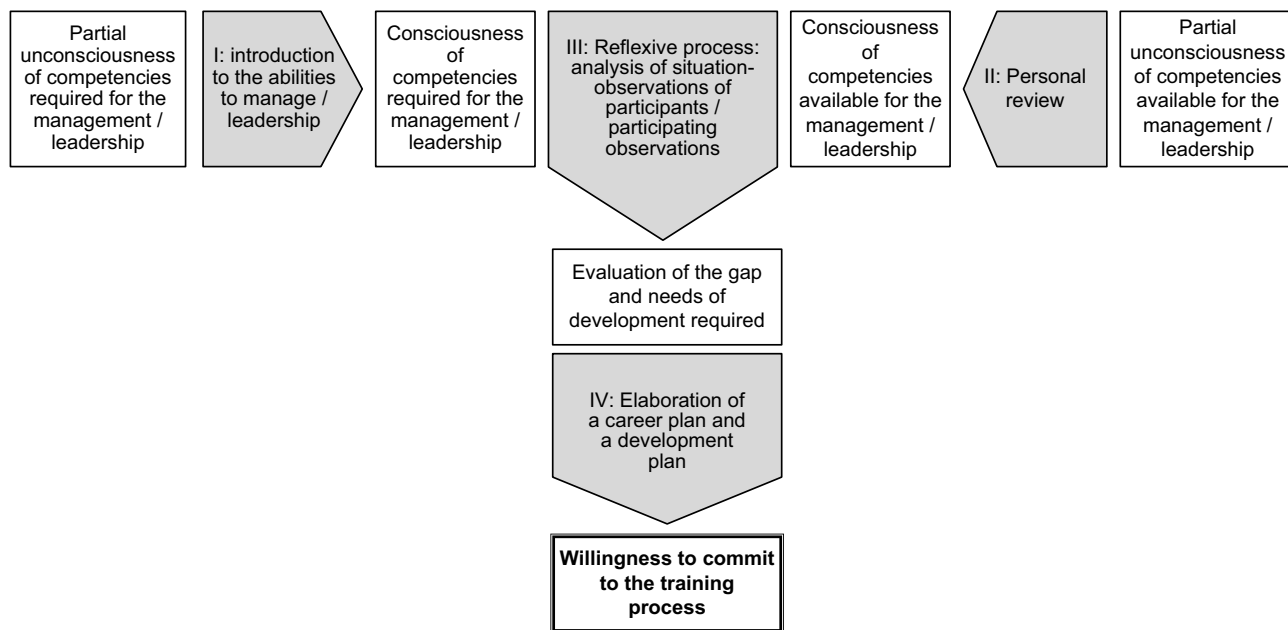 Partial
unconsciousness
of competencies
required for the
management /
leadership
I: introduction
to the abilities
to manage /
leadership
Consciousness
of
competencies
required for the
management /
leadership
III: Reflexive process:
analysis of situation-
observations of
participants /
participating
observations
Consciousness
of
competencies
available for the
management /
leadership
II: Personal
review
Partial
unconsciousness
of competencies
available for the
management /
leadership
Evaluation of the gap
and needs of
development required
IV: Elaboration of
a career plan and
a development
plan
Willingness to commit
to the training
process